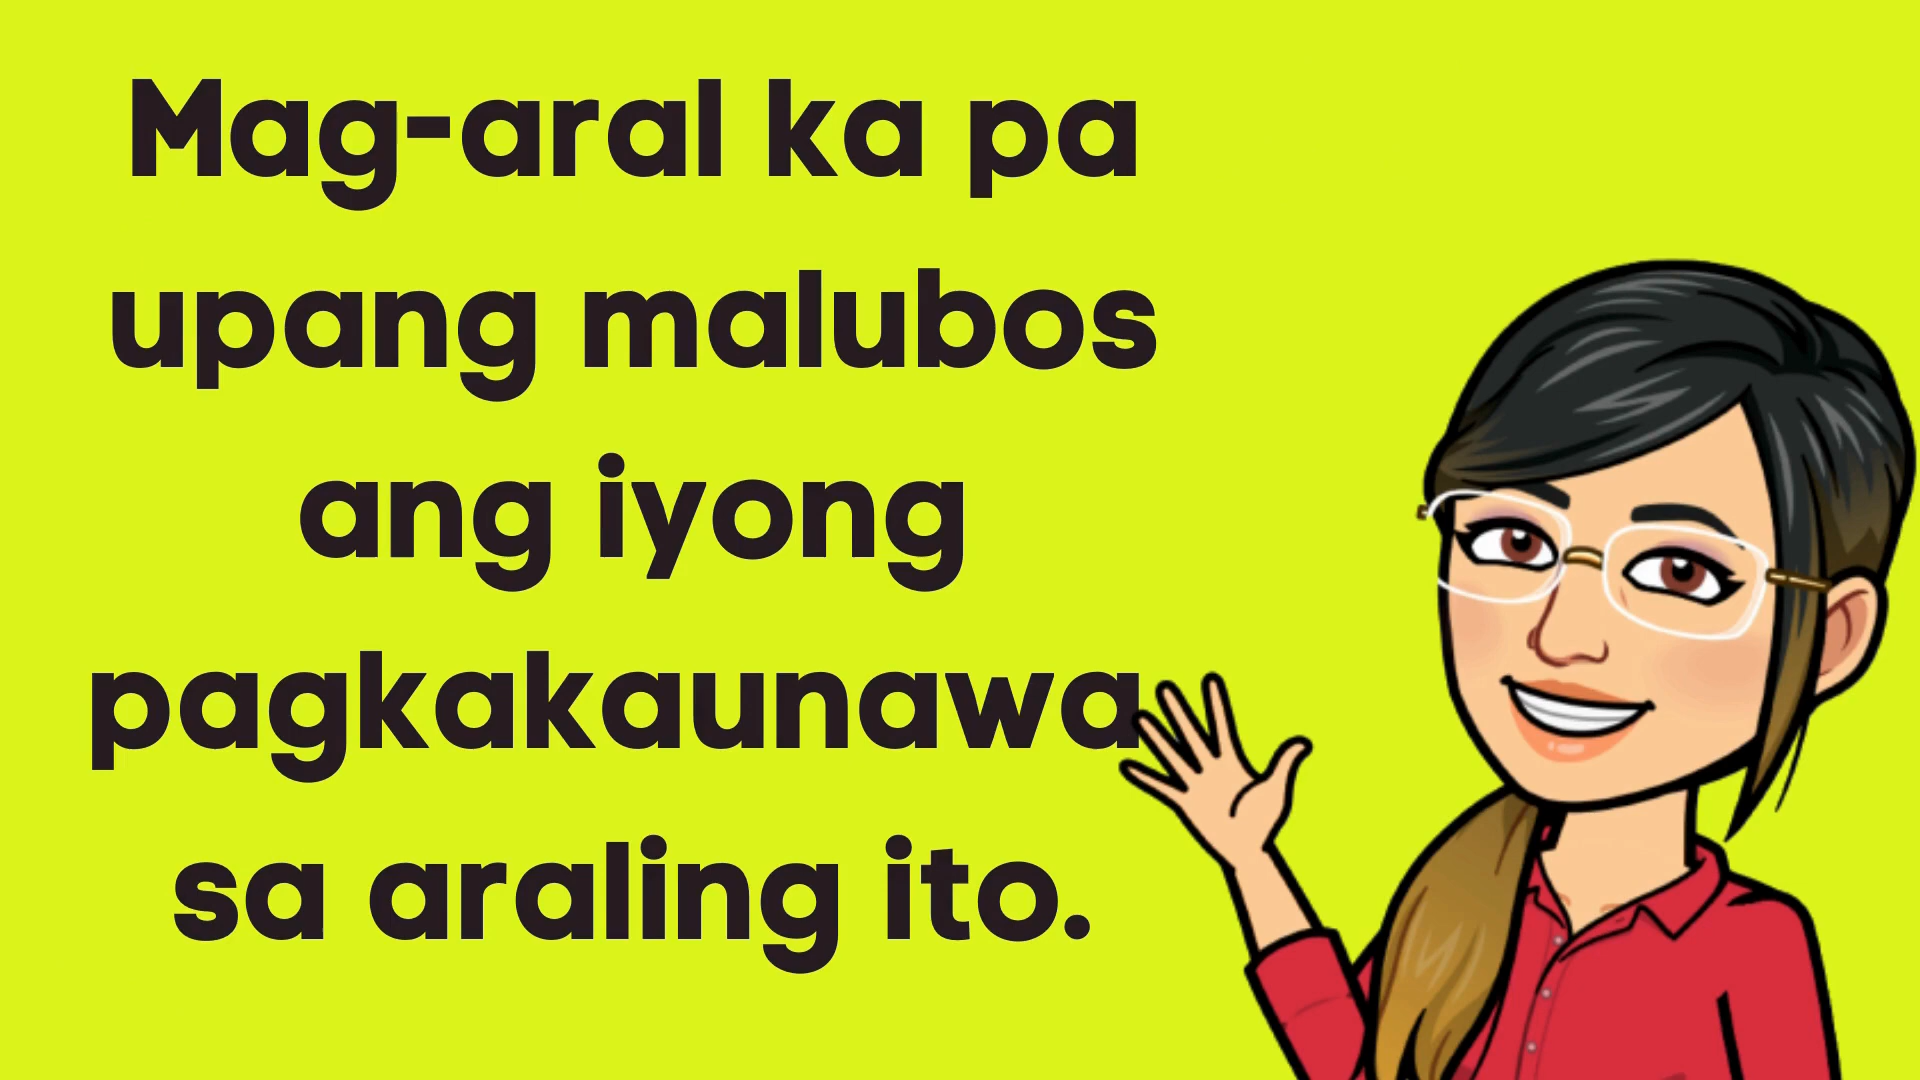 Mag-aral ka pa
upang malubos
ang iyong
pagkakaunawa
sa araling ito.